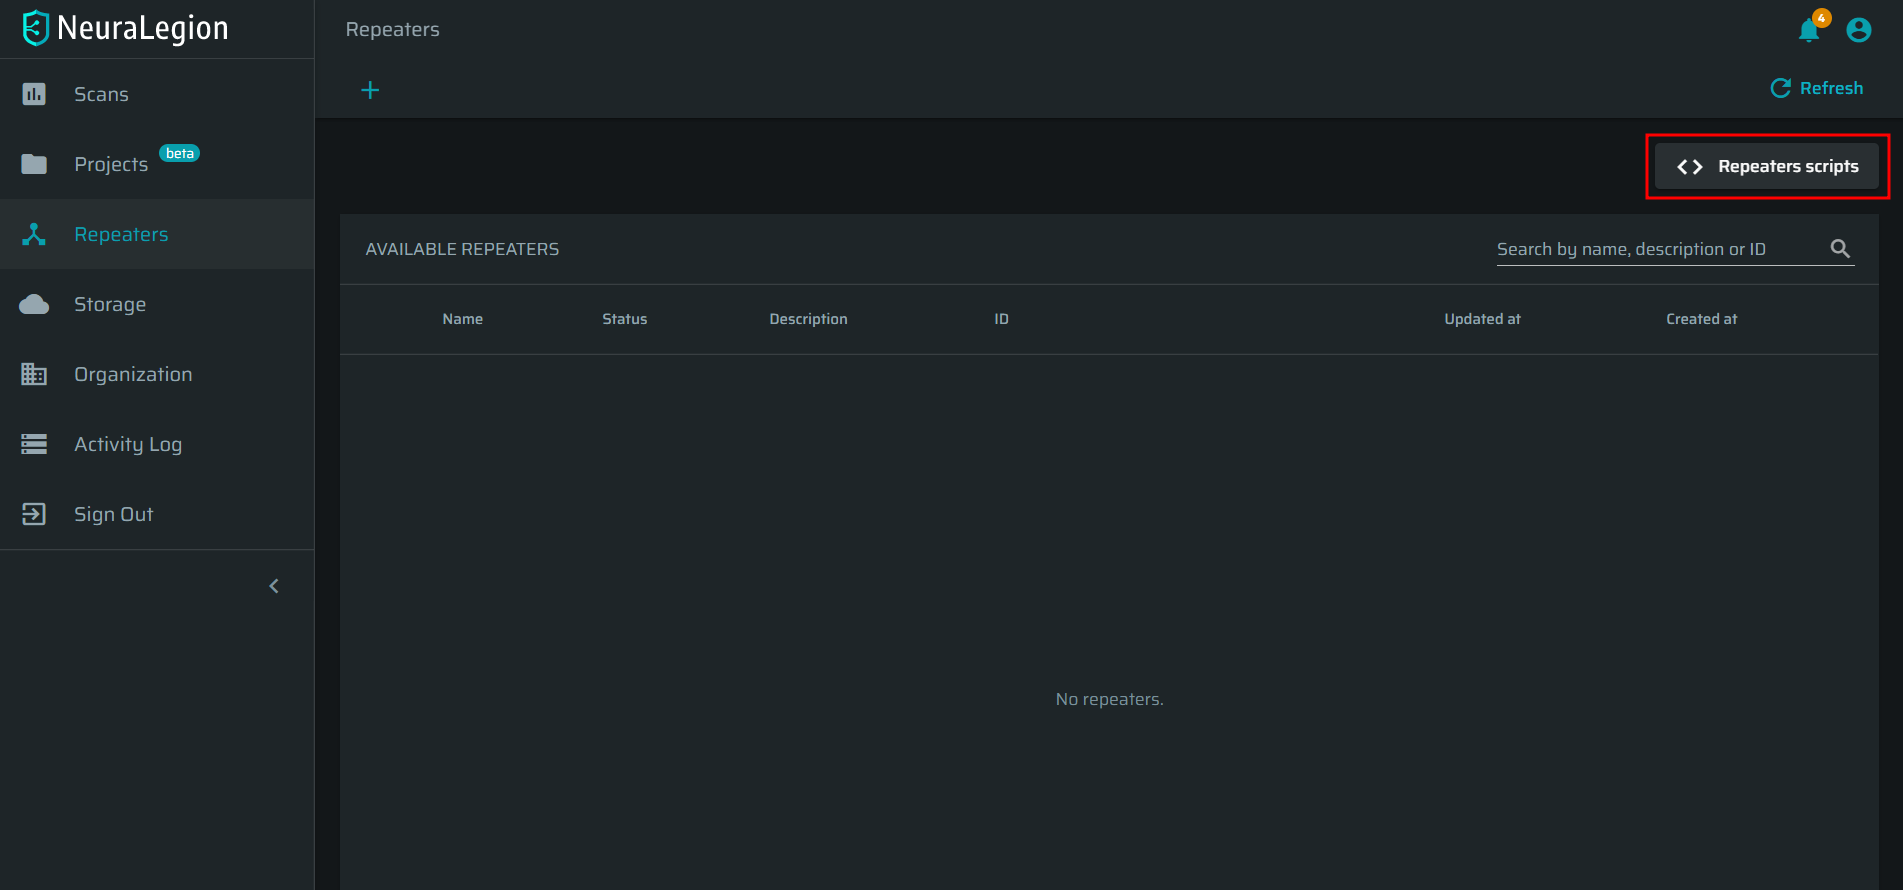 NeuraLegion
Repeaters
4
Scans
Refresh
Projects beta
Repeaters scripts
Repeaters
AVAILABLE REPEATERS
Search by name, description or ID
Storage
Name Status Description ID Updated at Created at
Organization
Activity Log
Sign Out
No repeaters.